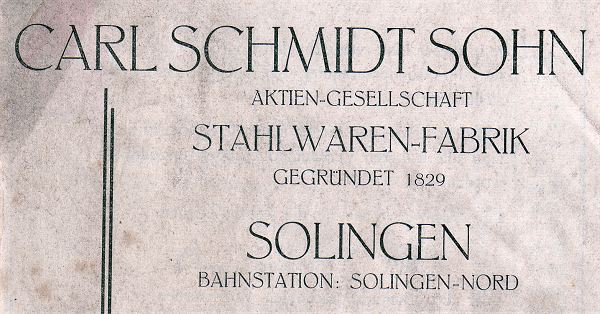 CARL SCHMIDT SOHN
AKTIEN-GESELLSCHAFT
STAHLWAREN-FABRIK
GEGRÜNDET 1829
SOLINGEN
BAHNSTATION: SOLINGEN-NORD